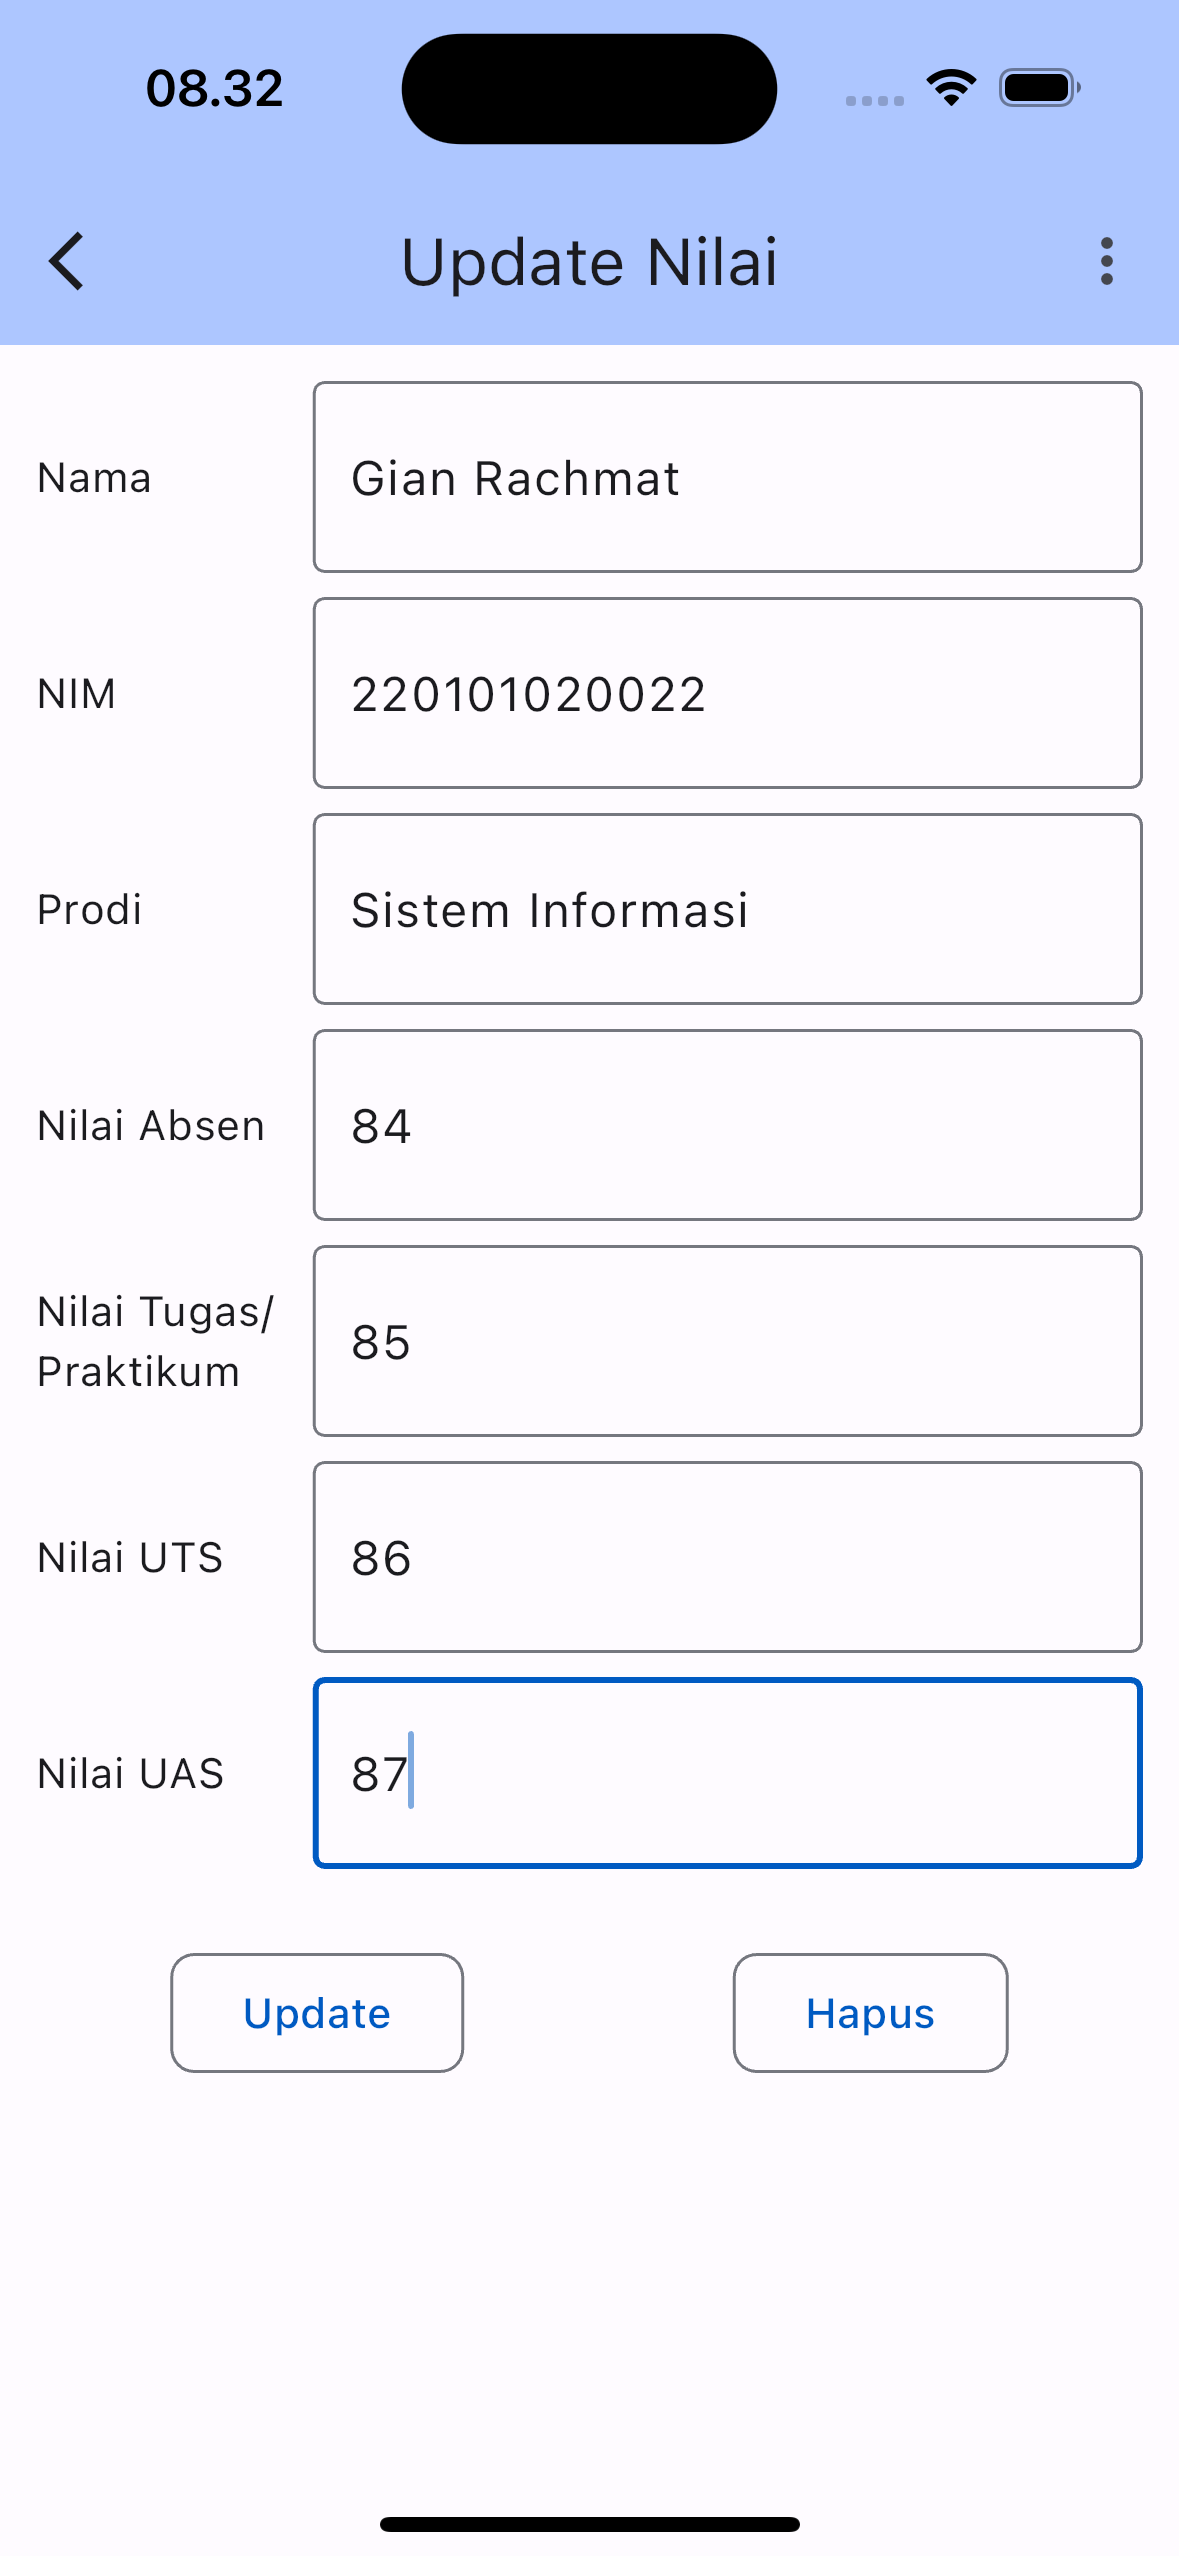 08.32
Update Nilai
Nama
Gian Rachmat
NIM
220101020022
Prodi
Sistem Informasi
Nilai Absen
84
Nilai Tugas/
Praktikum
85
Nilai UTS
86
Nilai UAS
87
Update
Hapus